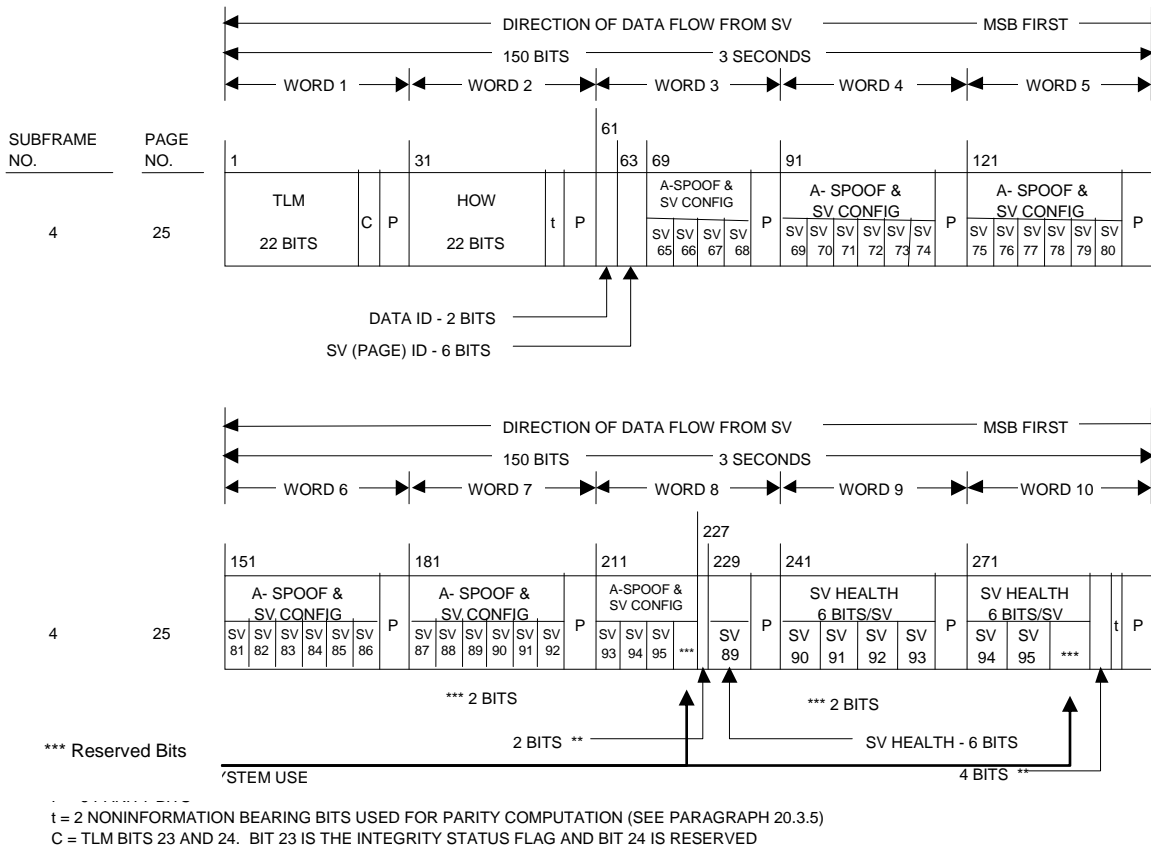 DIRECTION OF DATA FLOW FROM SV MSB FIRST
150 BITS 3 SECONDS
WORD 1 WORD 2 WORD 3 WORD 4 WORD 5
SUBFRAME NO.
PAGE NO.
61
1 31 63 69 91 121
TLM 22 BITS C P
HOW 22 BITS t P
A-SPOOF & SV CONFIG
SV 65 SV 66 SV 67 SV 68 P
A- SPOOF & SV CONFIG
SV 69 SV 70 SV 71 SV 72 SV 73 SV 74 P
A- SPOOF & SV CONFIG
SV 75 SV 76 SV 77 SV 78 SV 79 SV 80 P
4 25
DATA ID - 2 BITS
SV (PAGE) ID - 6 BITS
DIRECTION OF DATA FLOW FROM SV MSB FIRST
150 BITS 3 SECONDS
WORD 6 WORD 7 WORD 8 WORD 9 WORD 10
227
151 181 211 229 241 271
A- SPOOF & SV CONFIG
SV 81 SV 82 SV 83 SV 84 SV 85 SV 86 P
A- SPOOF & SV CONFIG
SV 87 SV 88 SV 89 SV 90 SV 91 SV 92 P
A-SPOOF & SV CONFIG
SV 93 SV 94 SV 95 ***
SV 89 P
SV HEALTH 6 BITS/SV
SV 90 SV 91 SV 92 SV 93 P
SV HEALTH 6 BITS/SV
SV 94 SV 95 *** t P
4 25
*** 2 BITS *** 2 BITS
*** Reserved Bits
2 BITS ** SV HEALTH - 6 BITS
YSTEM USE 4 BITS **
t = 2 NONINFORMATION BEARING BITS USED FOR PARITY COMPUTATION (SEE PARAGRAPH 20.3.5)
C = TLM BITS 23 AND 24. BIT 23 IS THE INTEGRITY STATUS FLAG AND BIT 24 IS RESERVED